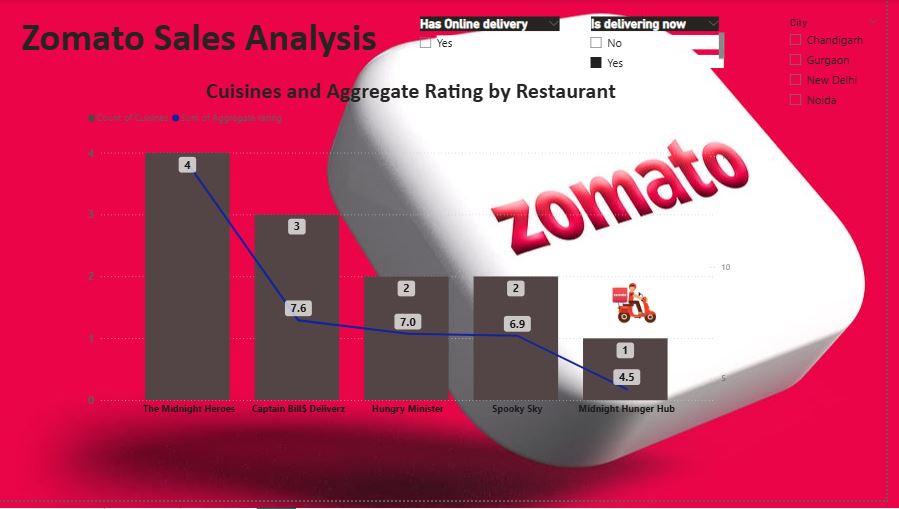 Zomato Sales Analysis
Has Online delivery
Yes
Is delivering now
No
Yes
City
Chandigarh
Gurgaon
New Delhi
Noida
Cuisines and Aggregate Rating by Restaurant
Count of Cuisines Sum of Aggregate rating
zomato
4
3
2
1
0
10
5
4
3
2
2
1
7.6
7.0
6.9
4.5
The Midnight Heroes
Captain Bill$ Deliverz
Hungry Minister
Spooky Sky
Midnight Hunger Hub